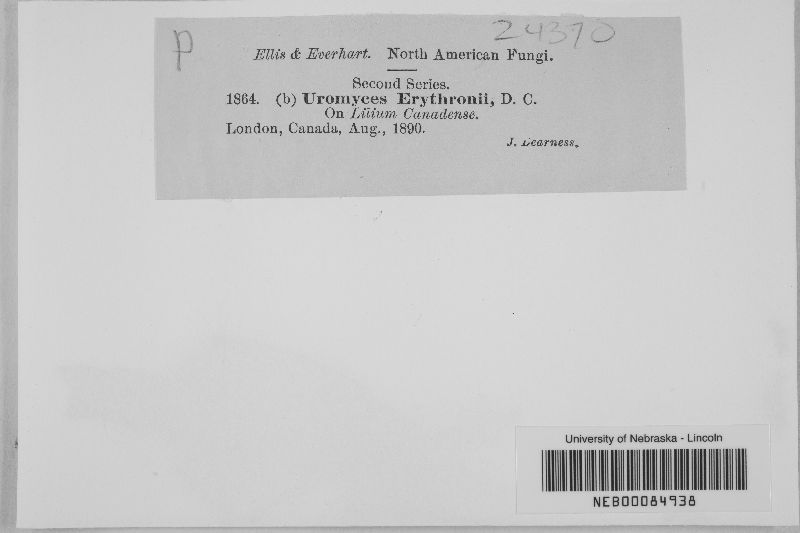 p
24370
Ellis & Everhart. North American Fungi.
Second Series.
1864. (b) Uromyces Erythronii, D. C.
On Lilium Canadense.
London, Canada, Aug., 1890.
J. Dearness.
University of Nebraska - Lincoln
NEB00084938